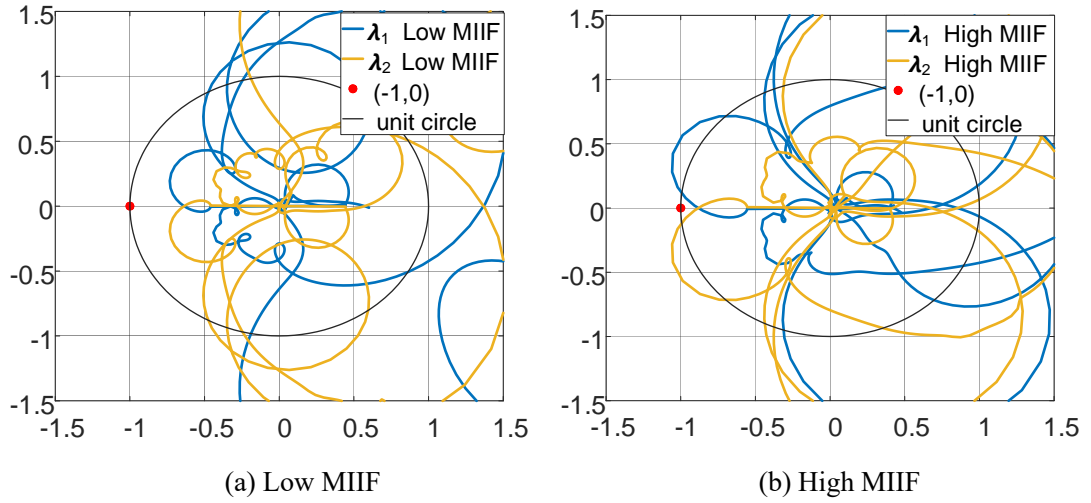 1.5
1
0.5
0
-0.5
-1
-1.5
-1.5 -1 -0.5 0 0.5 1 1.5
λ1 Low MIIF
λ2 Low MIIF
(-1,0)
unit circle
(a) Low MIIF
1.5
1
0.5
0
-0.5
-1
-1.5
-1.5 -1 -0.5 0 0.5 1 1.5
λ1 High MIIF
λ2 High MIIF
(-1,0)
unit circle
(b) High MIIF